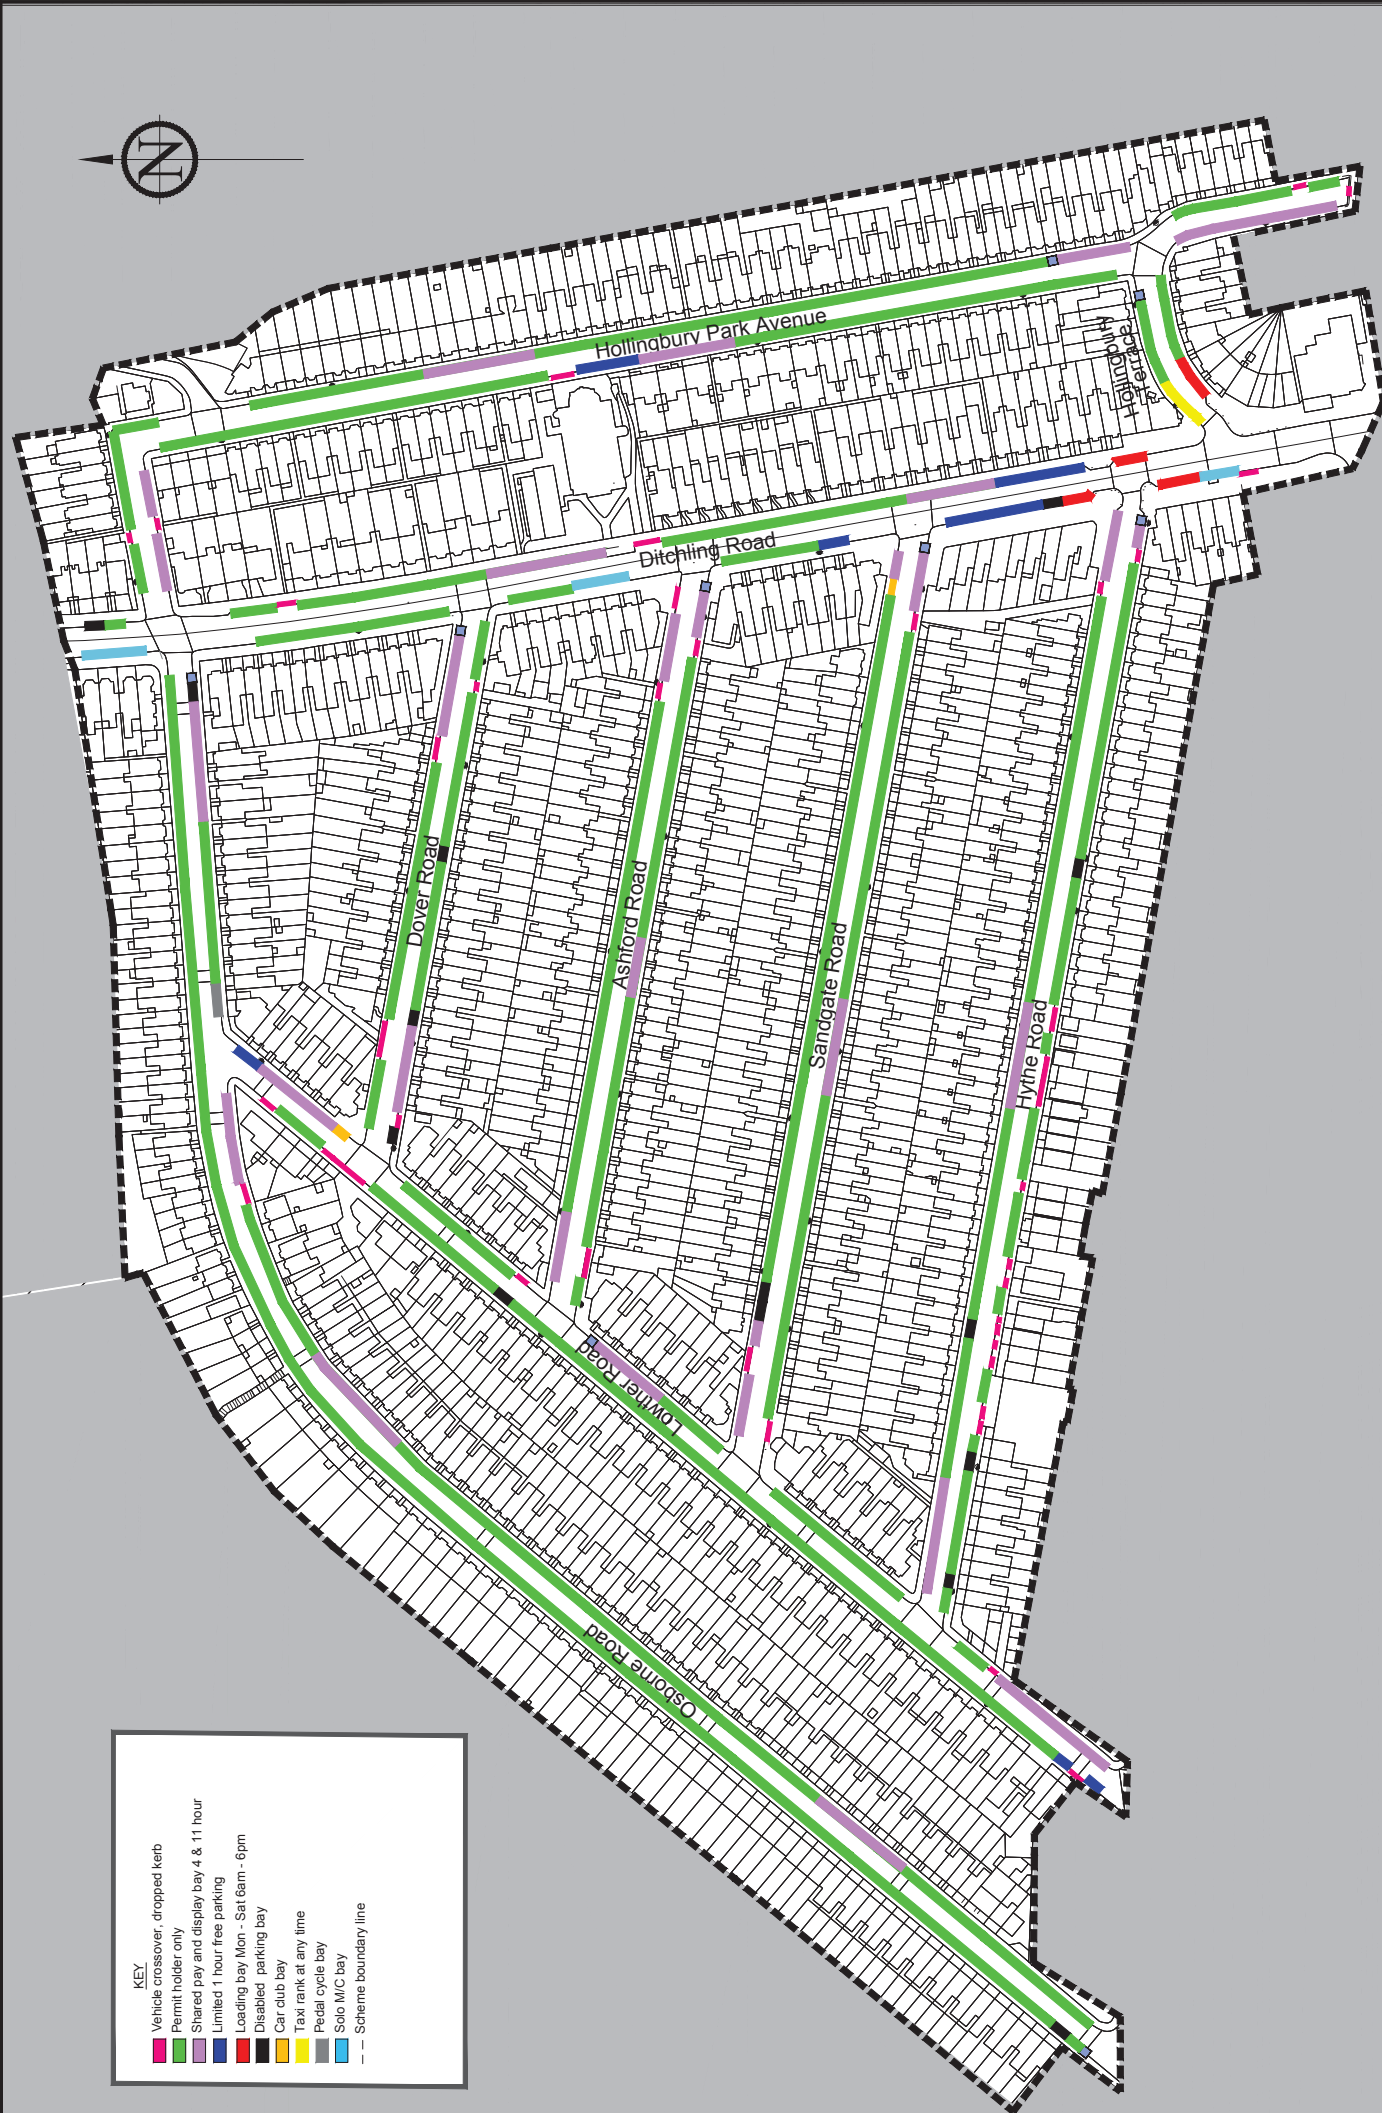 N
Hollingbury Park Avenue
Hollingbury
Terrace
Ditchling Road
Dover Road
Ashford Road
Sandgate Road
Hythe Road
Lowther Road
Osborne Road
KEY
Vehicle crossover, dropped kerb
Permit holder only
Shared pay and display bay 4 & 11 hour
Limited 1 hour free parking
Loading bay Mon - Sat 6am - 6pm
Disabled parking bay
Car club bay
Taxi rank at any time
Pedal cycle bay
Solo M/C bay
Scheme boundary line